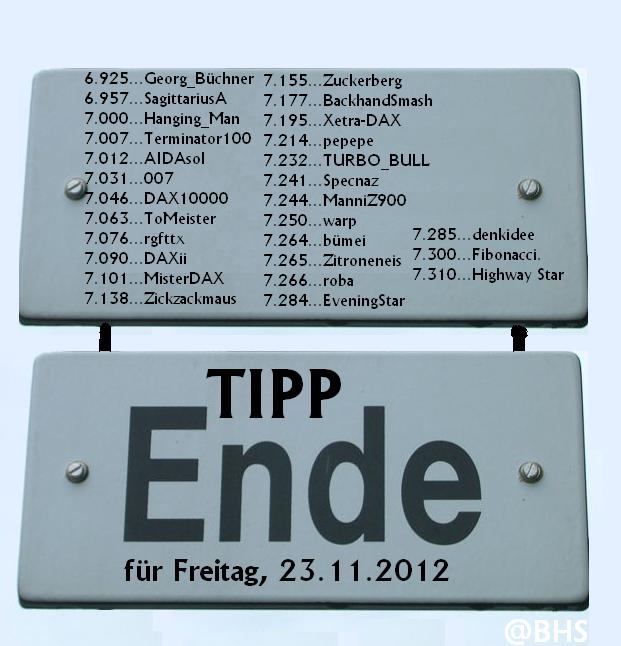 6.925...Georg_Büchner
6.957...SagittariusA
7.000...Hanging_Man
7.007...Terminator100
7.012...AIDAsol
7.031...007
7.046...DAX10000
7.063...ToMeister
7.076...rgfttx
7.090...DAXii
7.101...MisterDAX
7.138...Zickzackmaus
7.155...Zuckerberg
7.177...BackhandSmash
7.195...Xetra-DAX
7.214...pepepe
7.232...TURBO_BULL
7.241...Specnaz
7.244...ManniZ900
7.250...warp
7.264...bümei
7.265...Zitroneneis
7.266...roba
7.284...EveningStar
7.285...denkidee
7.300...Fibonacci.
7.310...Highway Star
TIPP
Ende
für Freitag, 23.11.2012
@BHS